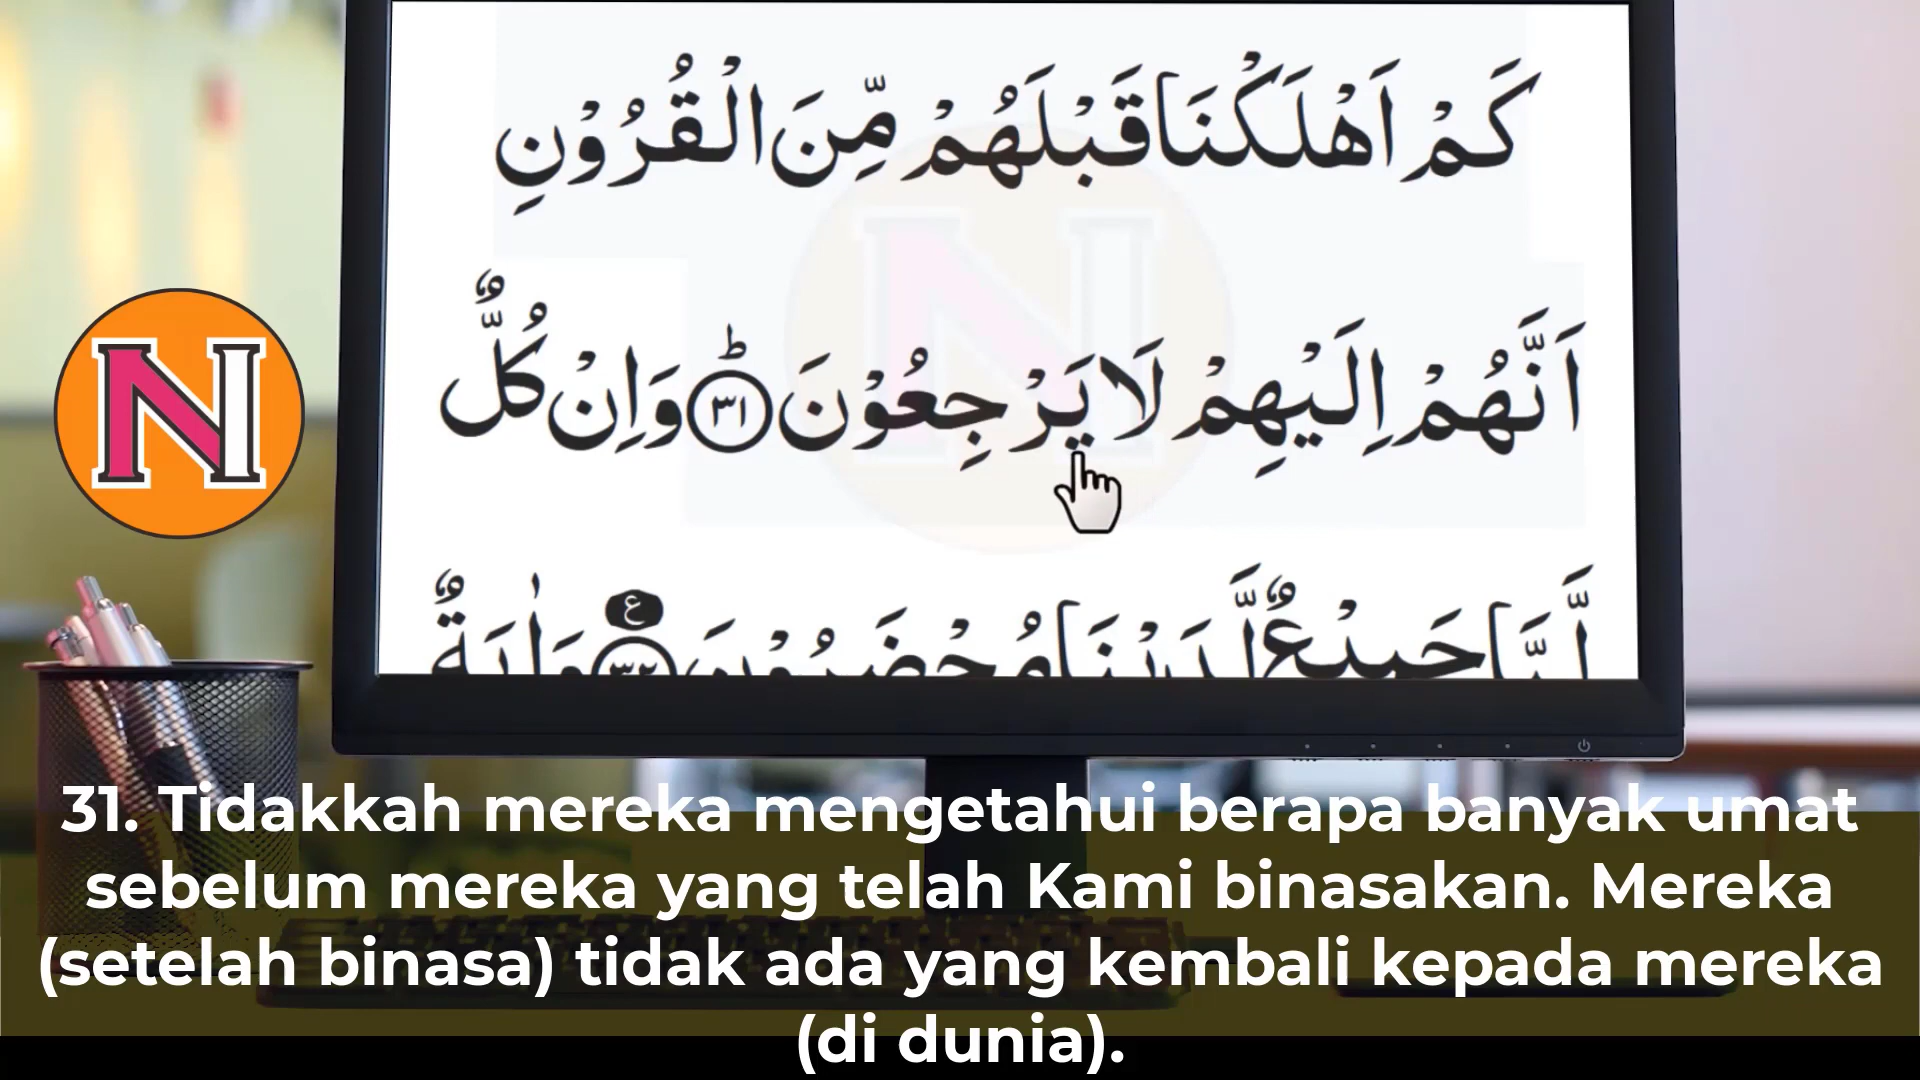 كَمْ اَهْلَكْنَا قَبْلَهُمْ مِّنَ الْقُرُوْنِ
اَنَّهُمْ اِلَيْهِمْ لَا يَرْجِعُوْنَ ۗ ٣١ وَاِنْ كُلٌّ
لَّمَّا جَمِيْعٌ لَّدَيْنَا مُحْضَرُوْنَ ع ٣٢ وَاٰيَةٌ
N
31. Tidakkah mereka mengetahui berapa banyak umat
sebelum mereka yang telah Kami binasakan. Mereka
(setelah binasa) tidak ada yang kembali kepada mereka
(di dunia).